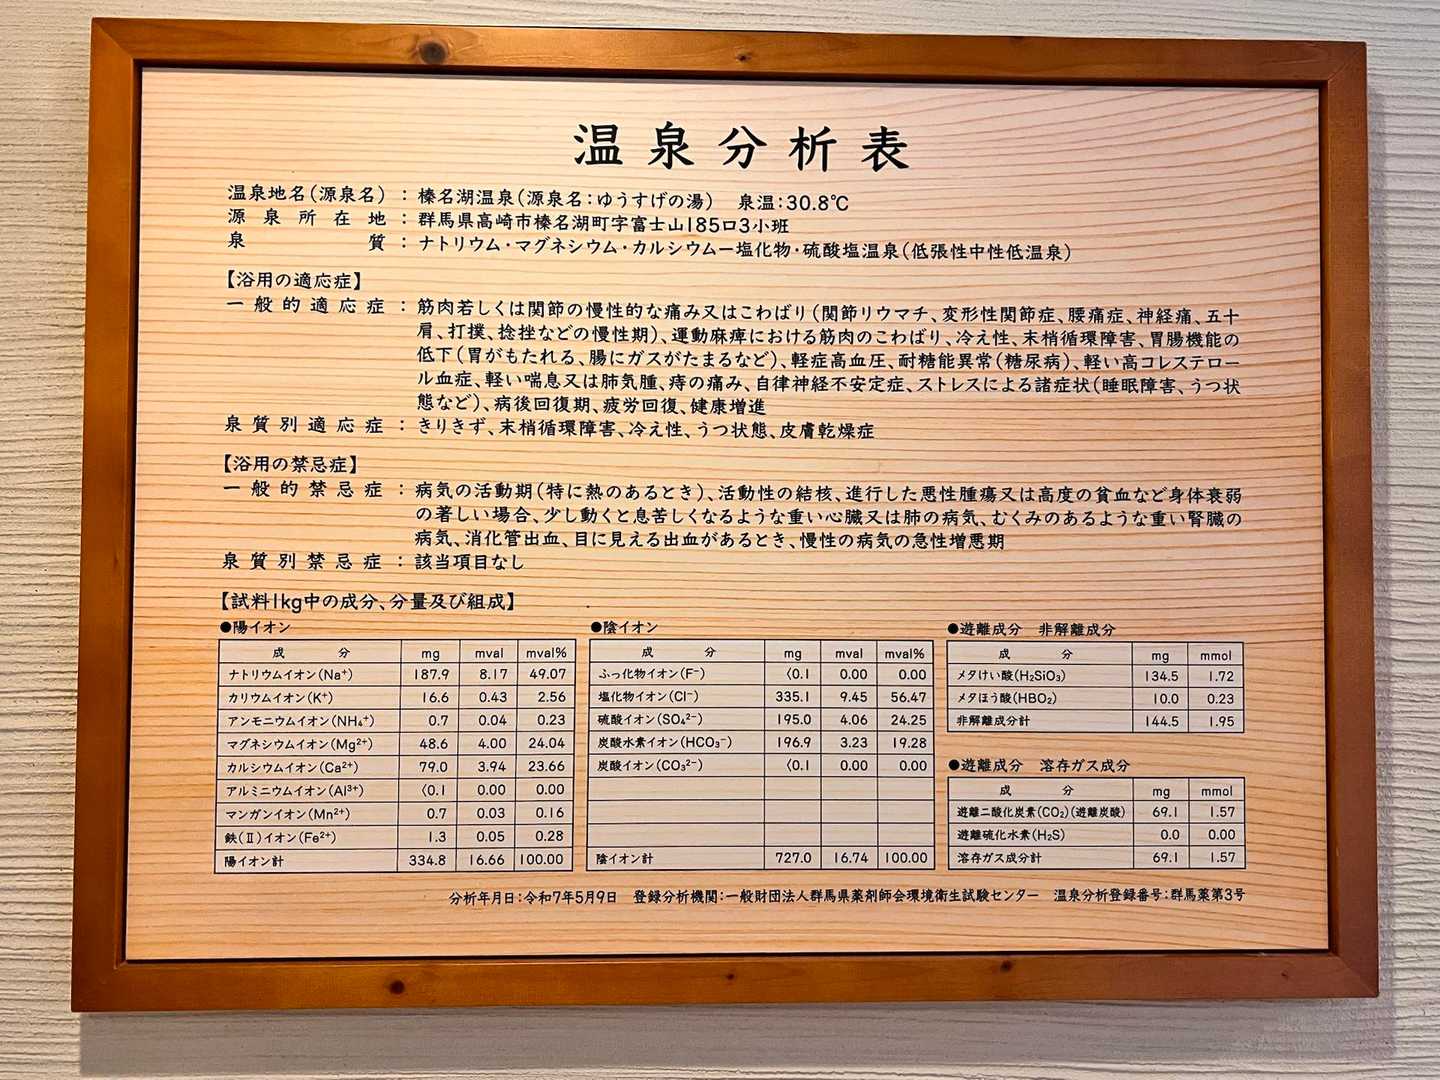 温泉分析表
温泉地名(源泉名)：榛名湖温泉(源泉名：ゆうすげの湯)　泉温：30.8℃
源泉所在地：群馬県高崎市榛名湖町字富士山185ロ3小班
泉質：ナトリウム・マグネシウム・カルシウム－塩化物・硫酸塩温泉(低張性中性低温泉)
【浴用の適応症】
一般的適応症：筋肉若しくは関節の慢性的な痛み又はこわばり(関節リウマチ、変形性関節症、腰痛症、神経痛、五十
肩、打撲、捻挫などの慢性期)、運動麻痺における筋肉のこわばり、冷え性、末梢循環障害、胃腸機能の
低下(胃がもたれる、腸にガスがたまるなど)、軽症高血圧、耐糖能異常(糖尿病)、軽い高コレステロー
ル血症、軽い喘息又は肺気腫、痔の痛み、自律神経不安定症、ストレスによる諸症状(睡眠障害、うつ状
態など)、病後回復期、疲労回復、健康増進
泉質別適応症：きりきず、末梢循環障害、冷え性、うつ状態、皮膚乾燥症
【浴用の禁忌症】
一般的禁忌症：病気の活動期(特に熱のあるとき)、活動性の結核、進行した悪性腫瘍又は高度の貧血など身体衰弱
の著しい場合、少し動くと息苦しくなるような重い心臓又は肺の病気、むくみのあるような重い腎臓の
病気、消化管出血、目に見える出血があるとき、慢性の病気の急性増悪期
泉質別禁忌症：該当項目なし
【試料1kg中の成分、分量及び組成】
●陽イオン
成分 mg mval mval%
ナトリウムイオン(Na⁺) 187.9 8.17 49.07
カリウムイオン(K⁺) 16.6 0.43 2.56
アンモニウムイオン(NH₄⁺) 0.7 0.04 0.23
マグネシウムイオン(Mg²⁺) 48.6 4.00 24.04
カルシウムイオン(Ca²⁺) 79.0 3.94 23.66
アルミニウムイオン(Al³⁺) <0.1 0.00 0.00
マンガンイオン(Mn²⁺) 0.7 0.03 0.16
鉄(Ⅱ)イオン(Fe²⁺) 1.3 0.05 0.28
陽イオン計 334.8 16.66 100.00
●陰イオン
成分 mg mval mval%
ふっ化物イオン(F⁻) <0.1 0.00 0.00
塩化物イオン(Cl⁻) 335.1 9.45 56.47
硫酸イオン(SO₄²⁻) 195.0 4.06 24.25
炭酸水素イオン(HCO₃⁻) 196.9 3.23 19.28
炭酸イオン(CO₃²⁻) <0.1 0.00 0.00
陰イオン計 727.0 16.74 100.00
●遊離成分　非解離成分
成分 mg mmol
メタけい酸(H₂SiO₃) 134.5 1.72
メタほう酸(HBO₂) 10.0 0.23
非解離成分計 144.5 1.95
●遊離成分　溶存ガス成分
成分 mg mmol
遊離二酸化炭素(CO₂)(遊離炭酸) 69.1 1.57
遊離硫化水素(H₂S) 0.0 0.00
溶存ガス成分計 69.1 1.57
分析年月日：令和7年5月9日　登録分析機関：一般財団法人群馬県薬剤師会環境衛生試験センター　温泉分析登録番号：群馬薬第3号